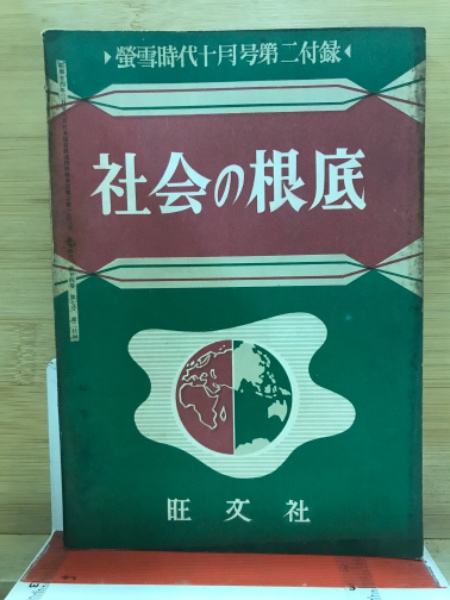 螢雪時代十月号第二付録
社会の根底
旺文社